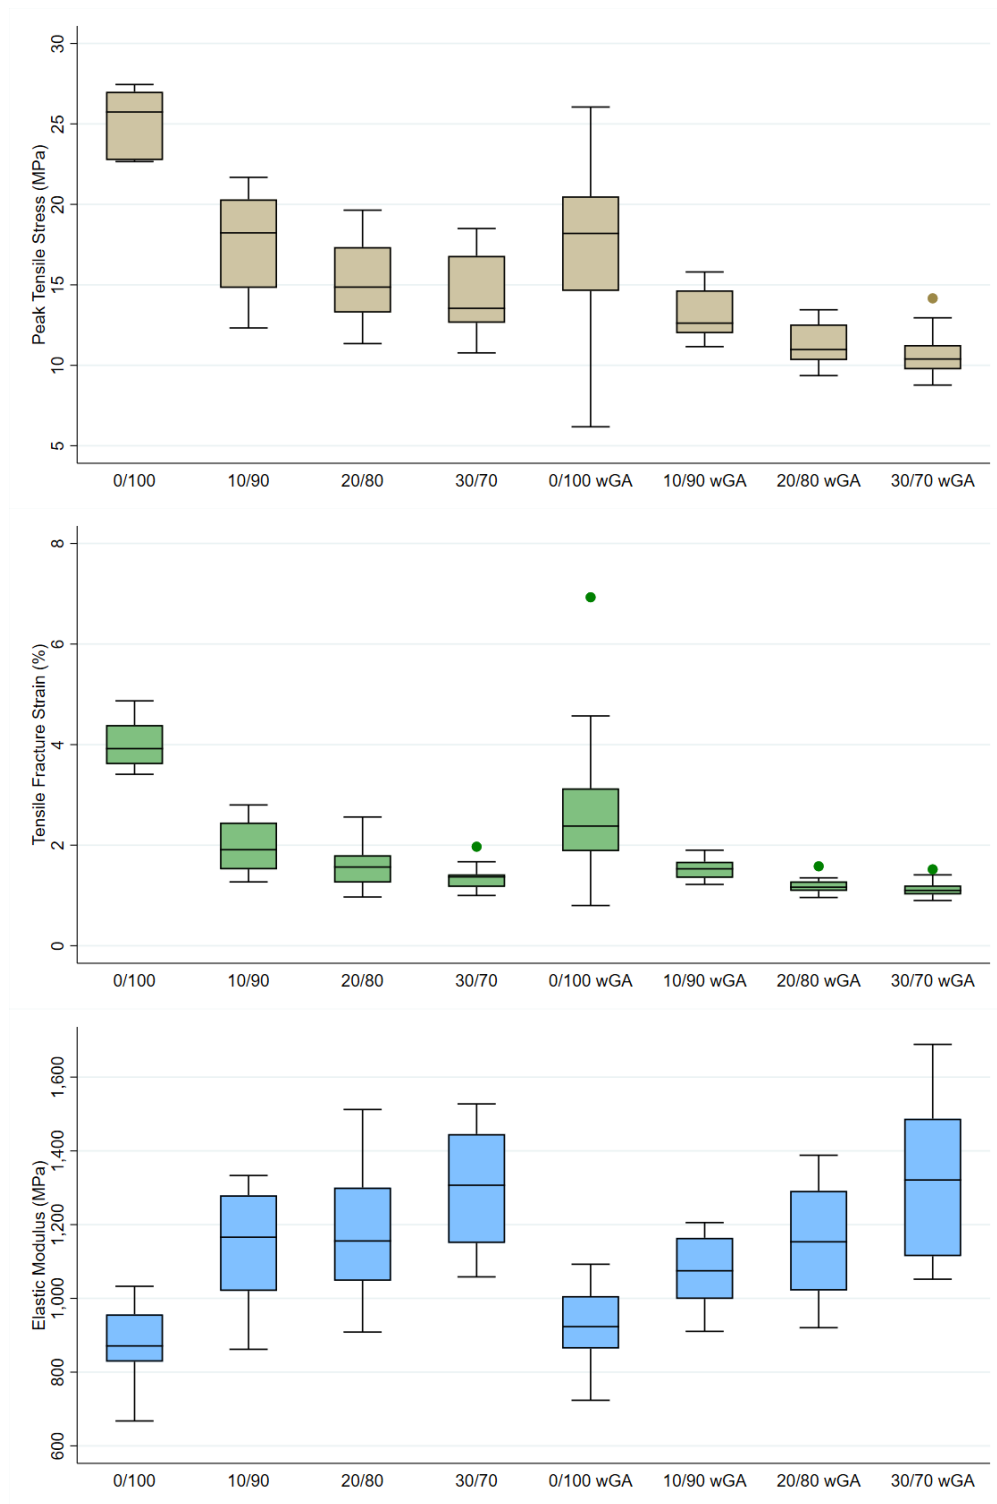 Peak Tensile Stress (MPa)
30
25
20
15
10
5
0/100 10/90 20/80 30/70 0/100 wGA 10/90 wGA 20/80 wGA 30/70 wGA
Tensile Fracture Strain (%)
8
6
4
2
0
0/100 10/90 20/80 30/70 0/100 wGA 10/90 wGA 20/80 wGA 30/70 wGA
Elastic Modulus (MPa)
1,600
1,400
1,200
1,000
800
600
0/100 10/90 20/80 30/70 0/100 wGA 10/90 wGA 20/80 wGA 30/70 wGA